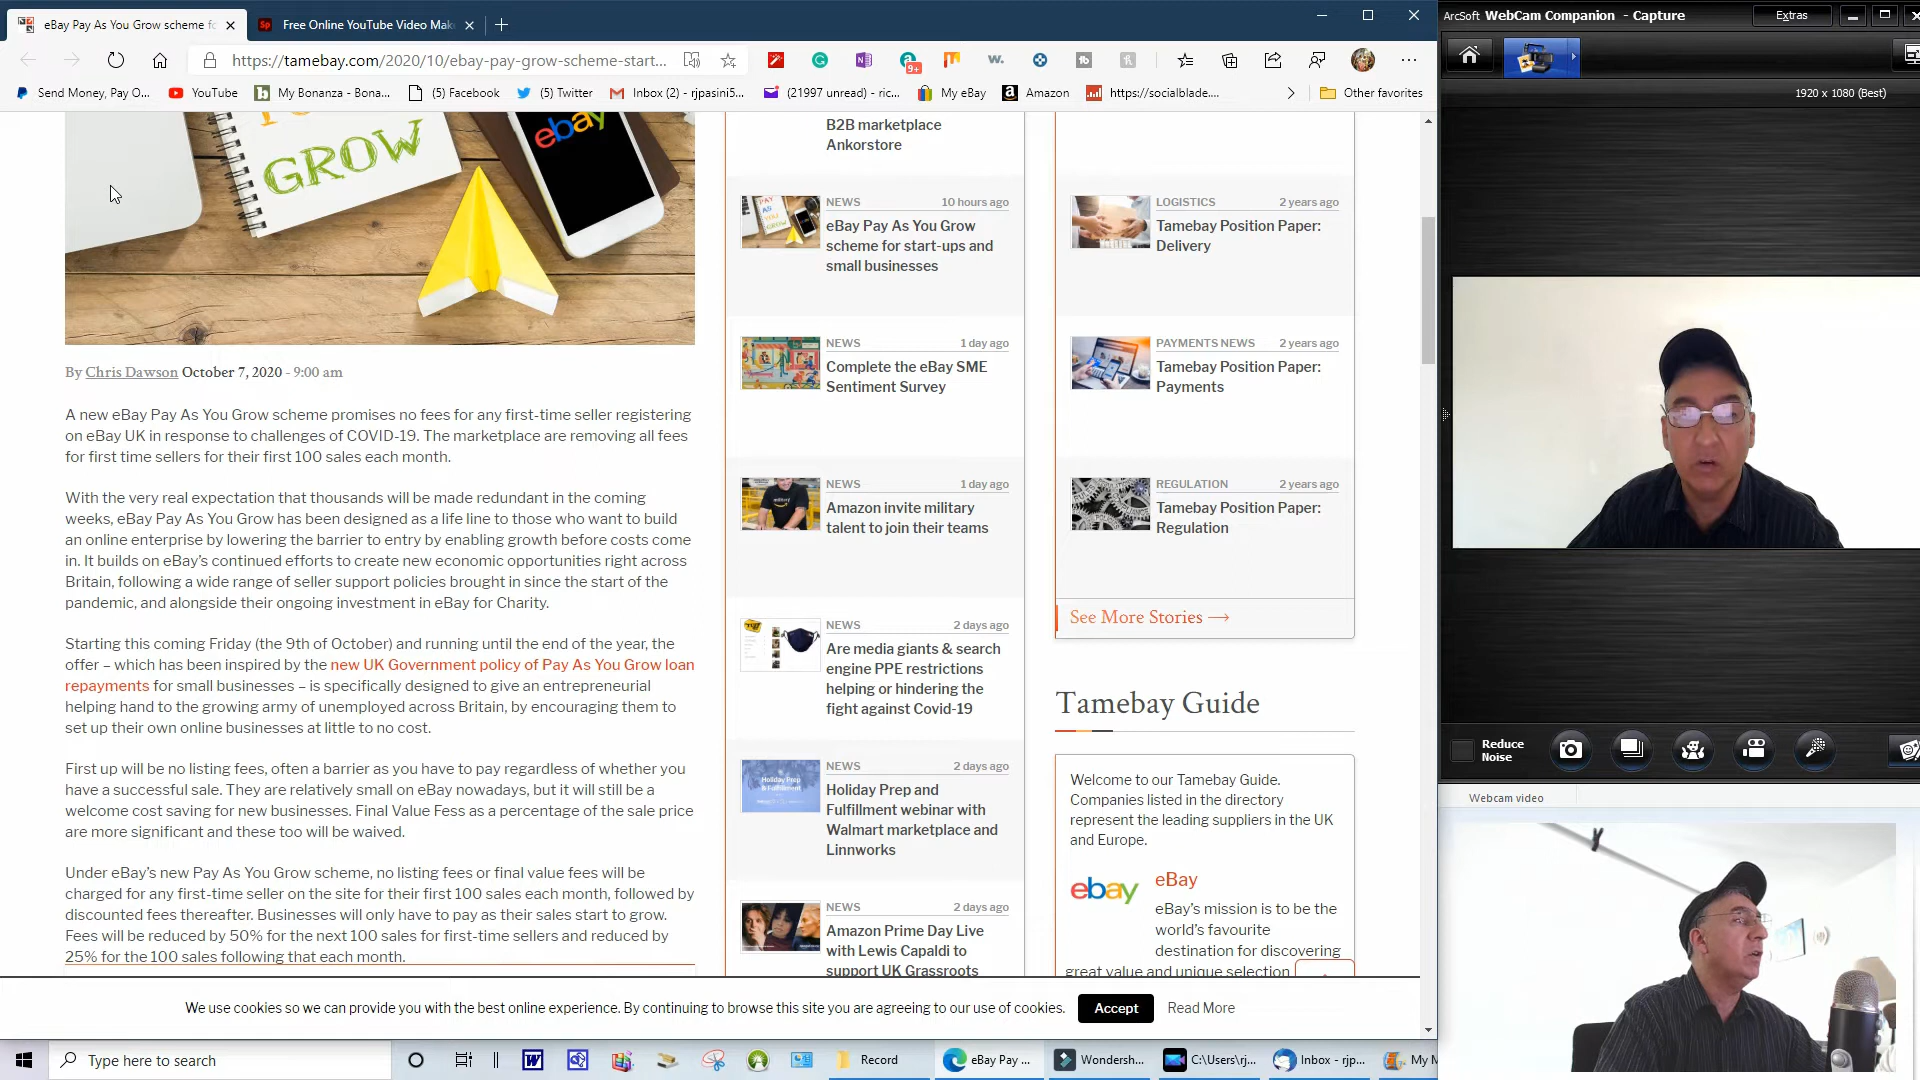 eBay Pay As You Grow scheme fo
Free Online YouTube Video Mak
https://tamebay.com/2020/10/ebay-pay-grow-scheme-start...
9+
Send Money, Pay O...
YouTube
My Bonanza - Bona...
(5) Facebook
(5) Twitter
Inbox (2) - rjpasini5...
(21997 unread) - ric...
My eBay
Amazon
https://socialblade....
Other favorites
GROW
ebay
By Chris Dawson October 7, 2020 - 9:00 am
A new eBay Pay As You Grow scheme promises no fees for any first-time seller registering
on eBay UK in response to challenges of COVID-19. The marketplace are removing all fees
for first time sellers for their first 100 sales each month.
With the very real expectation that thousands will be made redundant in the coming
weeks, eBay Pay As You Grow has been designed as a life line to those who want to build
an online enterprise by lowering the barrier to entry by enabling growth before costs come
in. It builds on eBay's continued efforts to create new economic opportunities right across
Britain, following a wide range of seller support policies brought in since the start of the
pandemic, and alongside their ongoing investment in eBay for Charity.
Starting this coming Friday (the 9th of October) and running until the end of the year, the
offer – which has been inspired by the new UK Government policy of Pay As You Grow loan
repayments for small businesses – is specifically designed to give an entrepreneurial
helping hand to the growing army of unemployed across Britain, by encouraging them to
set up their own online businesses at little to no cost.
First up will be no listing fees, often a barrier as you have to pay regardless of whether you
have a successful sale. They are relatively small on eBay nowadays, but it will still be a
welcome cost saving for new businesses. Final Value Fess as a percentage of the sale price
are more significant and these too will be waived.
Under eBay's new Pay As You Grow scheme, no listing fees or final value fees will be
charged for any first-time seller on the site for their first 100 sales each month, followed by
discounted fees thereafter. Businesses will only have to pay as their sales start to grow.
Fees will be reduced by 50% for the next 100 sales for first-time sellers and reduced by
25% for the 100 sales following that each month.
B2B marketplace
Ankorstore
NEWS 10 hours ago
eBay Pay As You Grow
scheme for start-ups and
small businesses
NEWS 1 day ago
Complete the eBay SME
Sentiment Survey
NEWS 1 day ago
Amazon invite military
talent to join their teams
NEWS 2 days ago
Are media giants & search
engine PPE restrictions
helping or hindering the
fight against Covid-19
NEWS 2 days ago
Holiday Prep and
Fulfillment webinar with
Walmart marketplace and
Linnworks
NEWS 2 days ago
Amazon Prime Day Live
with Lewis Capaldi to
support UK Grassroots
LOGISTICS 2 years ago
Tamebay Position Paper:
Delivery
PAYMENTS NEWS 2 years ago
Tamebay Position Paper:
Payments
REGULATION 2 years ago
Tamebay Position Paper:
Regulation
See More Stories →
Tamebay Guide
Welcome to our Tamebay Guide.
Companies listed in the directory
represent the leading suppliers in the UK
and Europe.
ebay
eBay
eBay's mission is to be the
world's favourite
destination for discovering
great value and unique selection
We use cookies so we can provide you with the best online experience. By continuing to browse this site you are agreeing to our use of cookies.
Accept
Read More
Type here to search
Record
eBay Pay ...
Wondersh...
C:\Users\rj...
Inbox - rjp...
My M
ArcSoft WebCam Companion - Capture
Extras
1920 x 1080 (Best)
Reduce
Noise
Webcam video